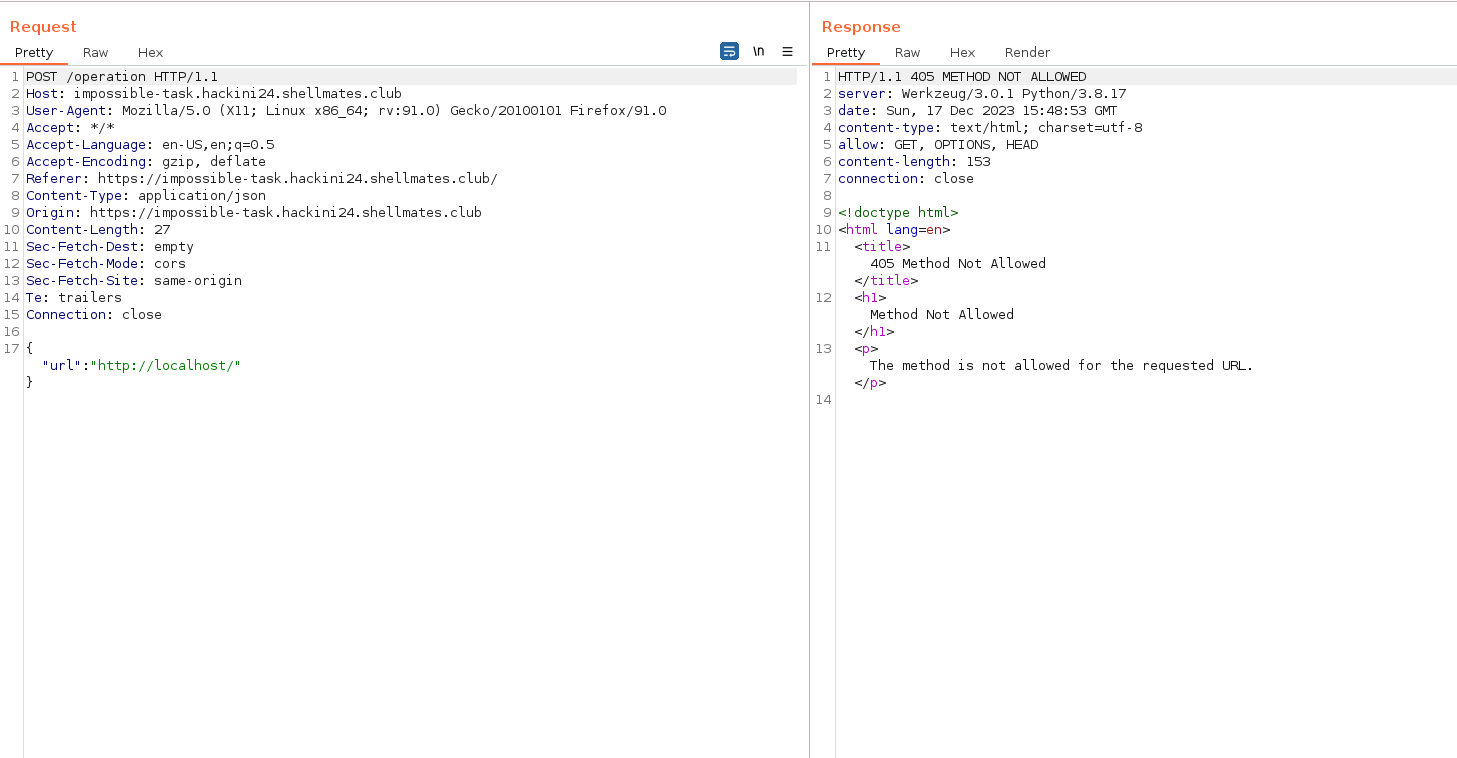 Request
Pretty Raw Hex
\n
1 POST /operation HTTP/1.1
2 Host: impossible-task.hackini24.shellmates.club
3 User-Agent: Mozilla/5.0 (X11; Linux x86_64; rv:91.0) Gecko/20100101 Firefox/91.0
4 Accept: */*
5 Accept-Language: en-US,en;q=0.5
6 Accept-Encoding: gzip, deflate
7 Referer: https://impossible-task.hackini24.shellmates.club/
8 Content-Type: application/json
9 Origin: https://impossible-task.hackini24.shellmates.club
10 Content-Length: 27
11 Sec-Fetch-Dest: empty
12 Sec-Fetch-Mode: cors
13 Sec-Fetch-Site: same-origin
14 Te: trailers
15 Connection: close
16
17 {
"url":"http://localhost/"
}
Response
Pretty Raw Hex Render
1 HTTP/1.1 405 METHOD NOT ALLOWED
2 server: Werkzeug/3.0.1 Python/3.8.17
3 date: Sun, 17 Dec 2023 15:48:53 GMT
4 content-type: text/html; charset=utf-8
5 allow: GET, OPTIONS, HEAD
6 content-length: 153
7 connection: close
8
9 <!doctype html>
10 <html lang=en>
11 <title>
405 Method Not Allowed
</title>
12 <h1>
Method Not Allowed
</h1>
13 <p>
The method is not allowed for the requested URL.
</p>
14